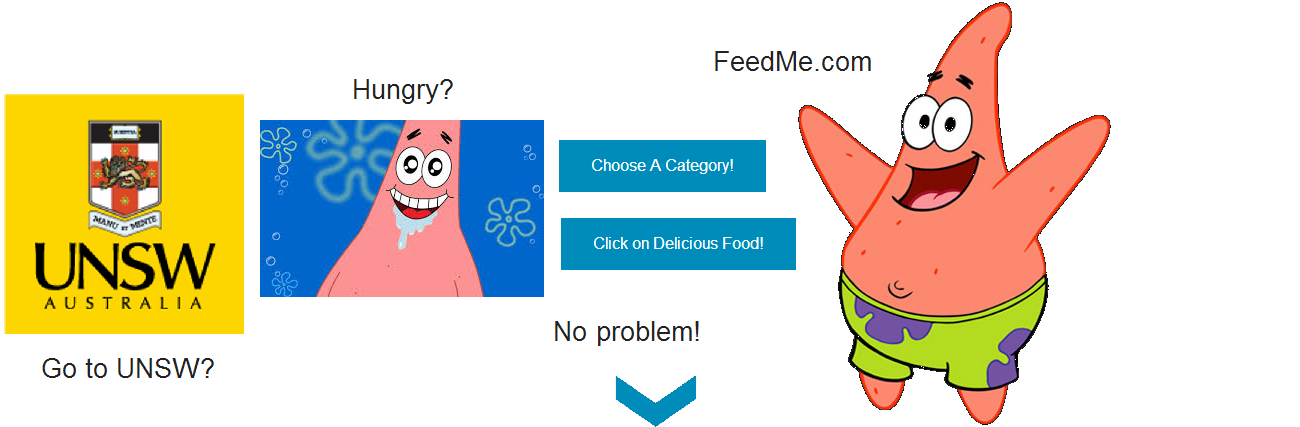 MANU ET MENTE
UNSW
AUSTRALIA
Go to UNSW?
Hungry?
Choose A Category!
Click on Delicious Food!
No problem!
FeedMe.com